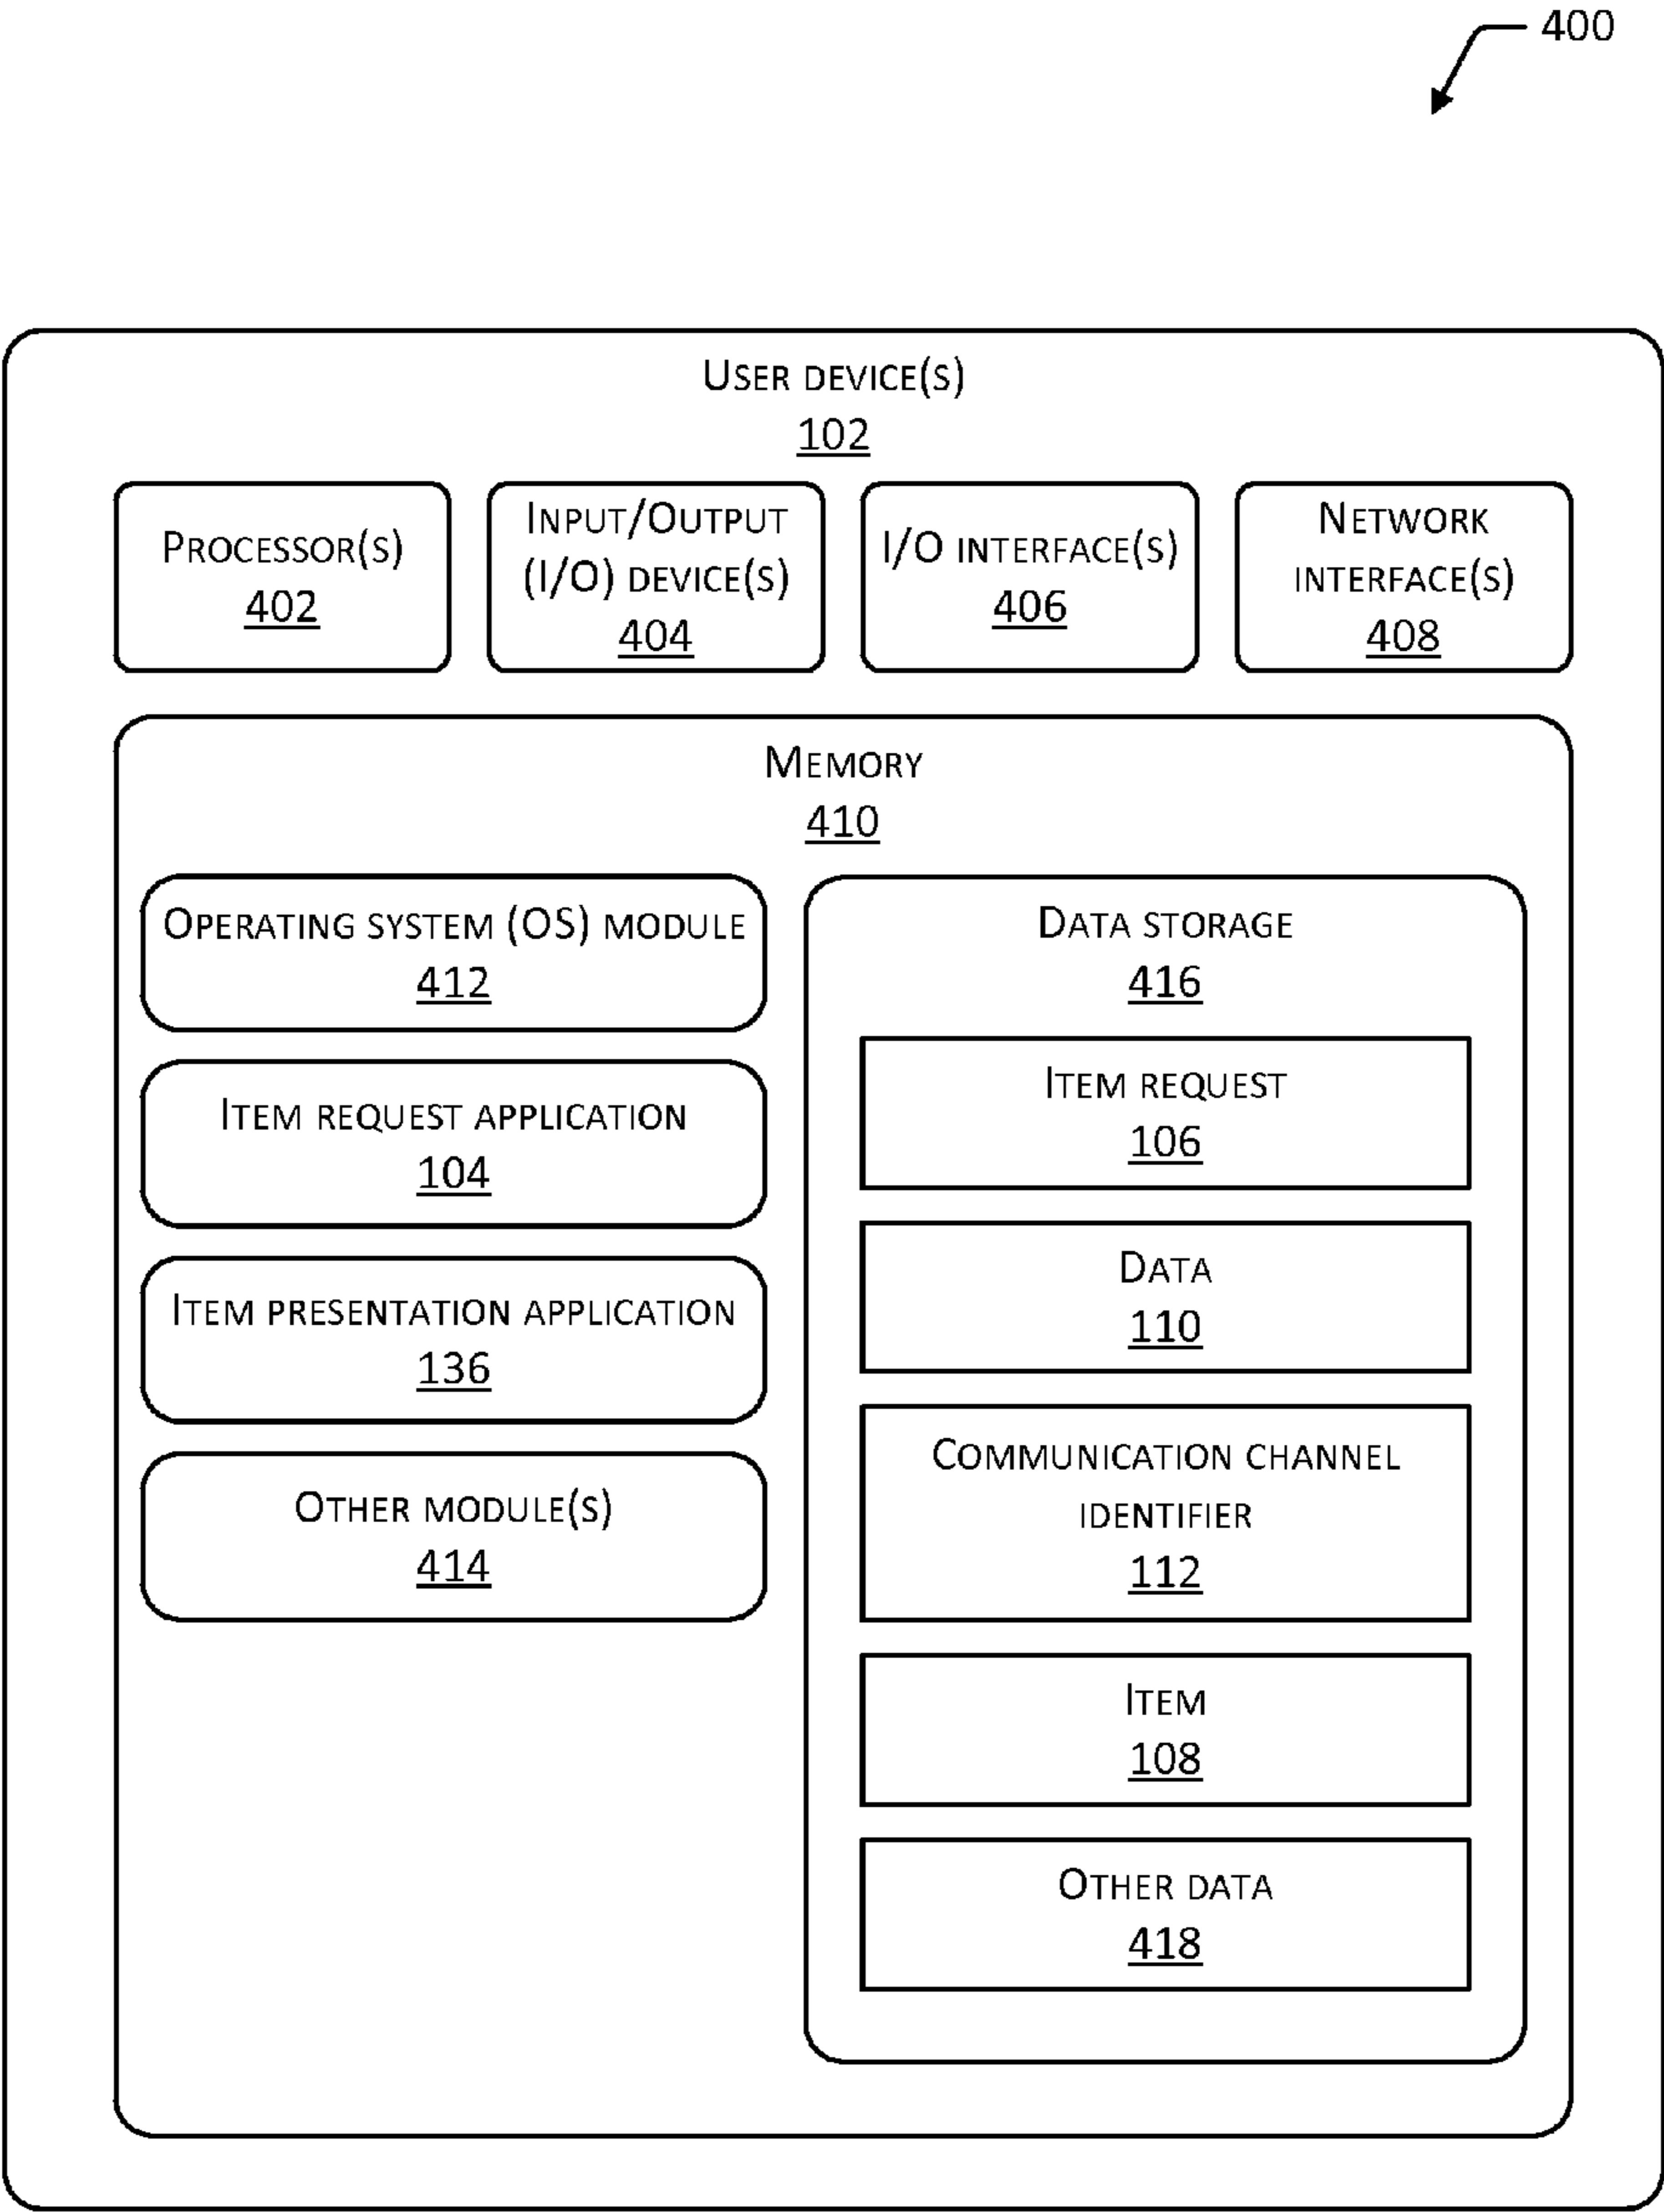 400
User device(s)
102
Processor(s)
402
Input/Output
(I/O) device(s)
404
I/O interface(s)
406
Network
interface(s)
408
Memory
410
Operating system (OS) module
412
Item request application
104
Item presentation application
136
Other module(s)
414
Data storage
416
Item request
106
Data
110
Communication channel
identifier
112
Item
108
Other data
418